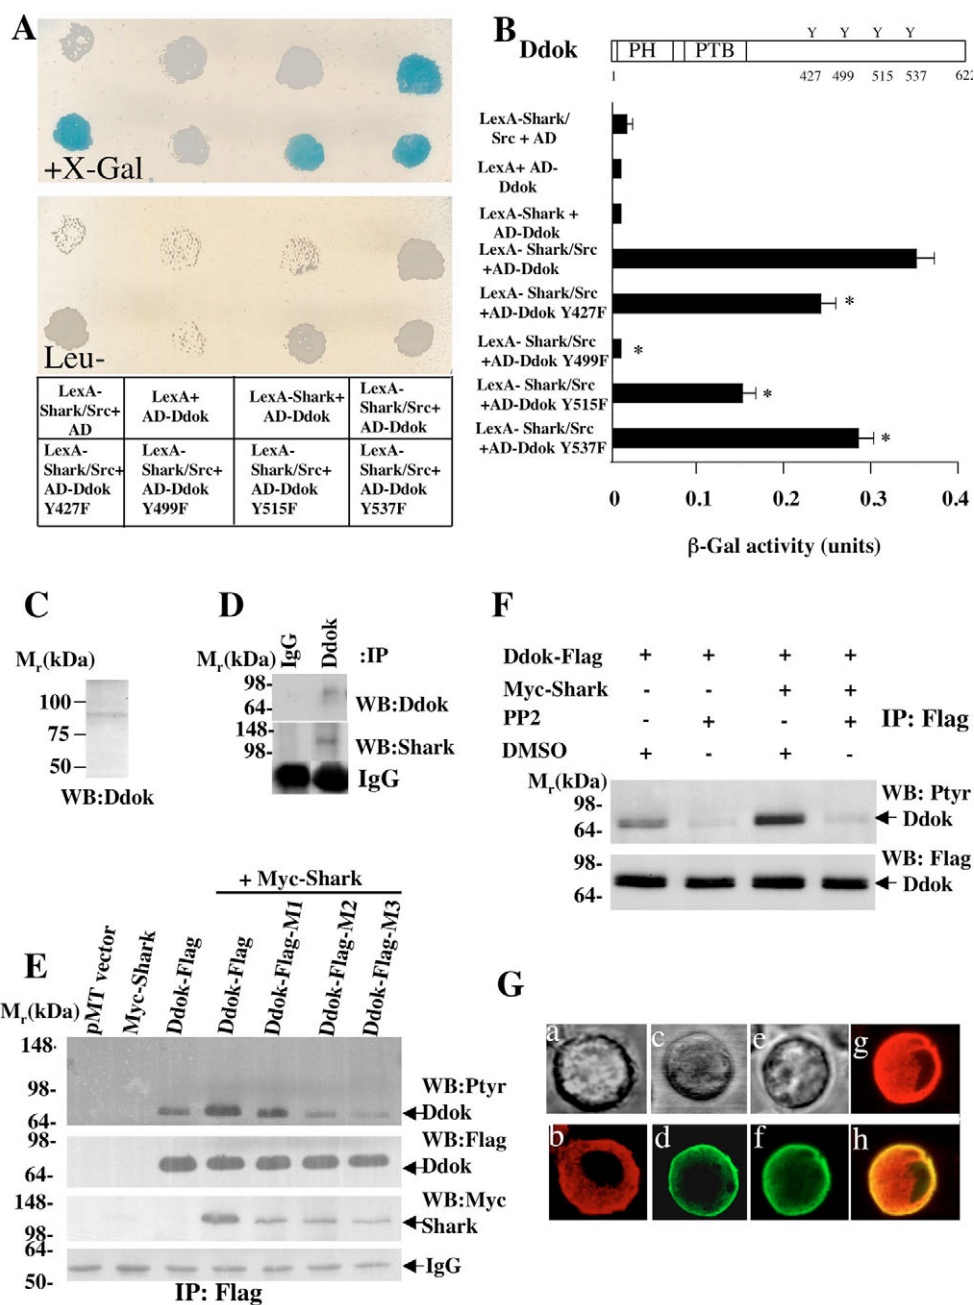 A
+X-Gal
Leu-
LexA-
Shark/Src+
AD
LexA+
AD-Ddok
LexA-Shark+
AD-Ddok
LexA-
Shark/Src+
AD-Ddok
LexA-
Shark/Src+
AD-Ddok
Y427F
LexA-
Shark/Src+
AD-Ddok
Y499F
LexA-
Shark/Src+
AD-Ddok
Y515F
LexA-
Shark/Src+
AD-Ddok
Y537F
B
Ddok
Y Y Y Y
PH PTB
1 427 499 515 537 622
LexA-Shark/
Src + AD
LexA+ AD-
Ddok
LexA-Shark +
AD-Ddok
LexA- Shark/Src
+AD-Ddok
LexA- Shark/Src
+AD-Ddok Y427F
*
LexA- Shark/Src
+AD-Ddok Y499F
*
LexA- Shark/Src
+AD-Ddok Y515F
*
LexA- Shark/Src
+AD-Ddok Y537F
*
0 0.1 0.2 0.3 0.4
β-Gal activity (units)
C
Mr(kDa)
100
75
50
WB:Ddok
D
Mr(kDa) IgG Ddok :IP
98-
64-
WB:Ddok
148-
98-
WB:Shark
IgG
F
Ddok-Flag + + + +
Myc-Shark - - + +
PP2 - + - +
DMSO + - + -
IP: Flag
Mr(kDa)
98-
64-
WB: Ptyr
Ddok
98-
64-
WB: Flag
Ddok
E
+ Myc-Shark
Mr(kDa)
pMT vector
Myc-Shark
Ddok-Flag
Ddok-Flag
Ddok-Flag-M1
Ddok-Flag-M2
Ddok-Flag-M3
148-
98-
64-
WB:Ptyr
Ddok
98-
64-
WB:Flag
Ddok
148-
98-
WB:Myc
Shark
64-
50-
IgG
IP: Flag
G
a c e g
b d f h